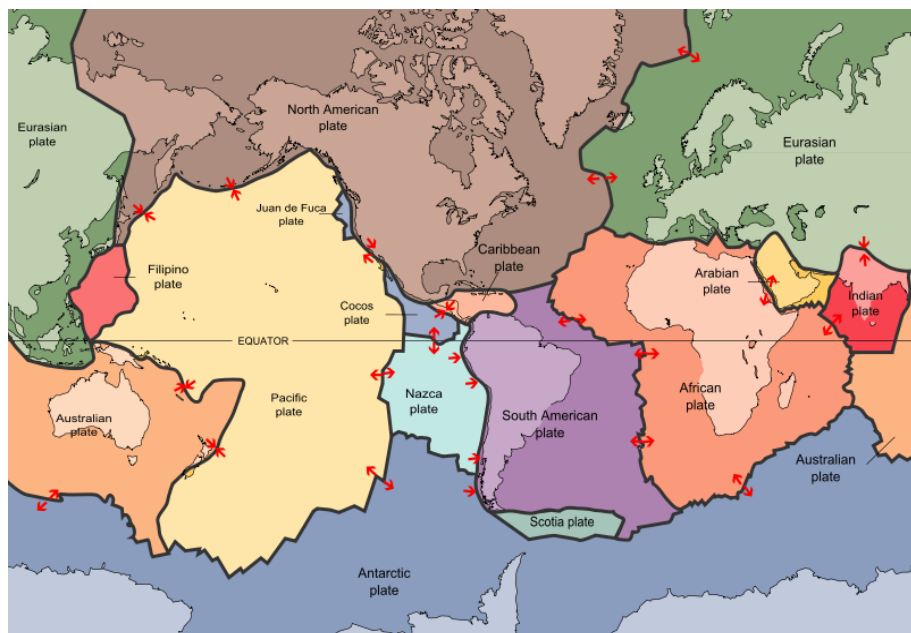 North American
plate
Eurasian
plate
Eurasian
plate
Juan de Fuca
plate
Caribbean
plate
Filipino
plate
Arabian
plate
Cocos
plate
Indian
plate
EQUATOR
Nazca
plate
Pacific
plate
African
plate
South American
plate
Australian
plate
Australian
plate
Scotia plate
Antarctic
plate